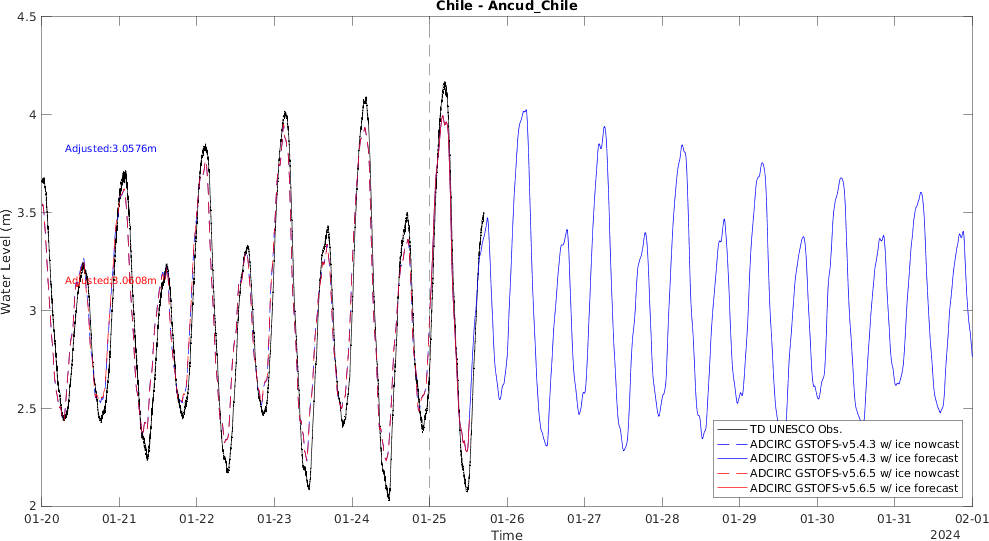 Chile - Ancud_Chile
Water Level (m)
4.5
4
3.5
3
2.5
2
Adjusted:3.0576m
Adjusted:3.0608m
TD UNESCO Obs.
ADCIRC GSTOFS-v5.4.3 w/ ice nowcast
ADCIRC GSTOFS-v5.4.3 w/ ice forecast
ADCIRC GSTOFS-v5.6.5 w/ ice nowcast
ADCIRC GSTOFS-v5.6.5 w/ ice forecast
01-20 01-21 01-22 01-23 01-24 01-25 01-26 01-27 01-28 01-29 01-30 01-31 02-01
Time
2024